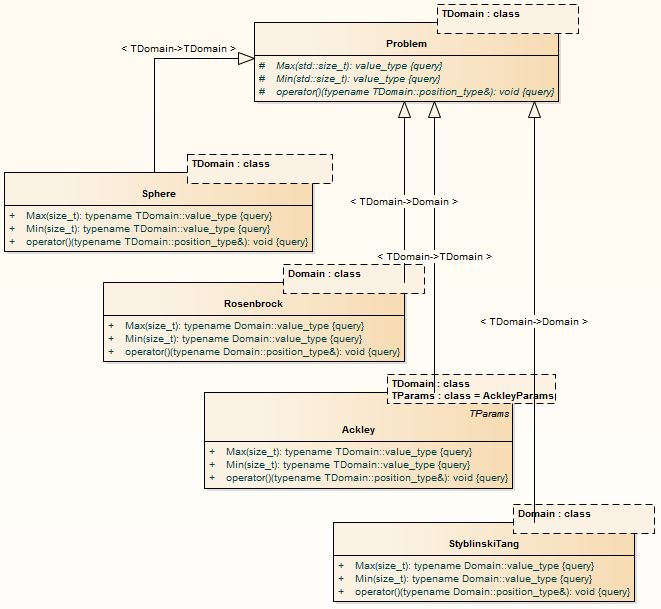 TDomain : class
Problem
# Max(std::size_t): value_type {query}
# Min(std::size_t): value_type {query}
# operator()(typename TDomain::position_type&): void {query}
< TDomain->TDomain >
TDomain : class
Sphere
+ Max(size_t): typename TDomain::value_type {query}
+ Min(size_t): typename TDomain::value_type {query}
+ operator()(typename TDomain::position_type&): void {query}
< TDomain->Domain >
< TDomain->TDomain >
Domain : class
Rosenbrock
+ Max(size_t): typename Domain::value_type {query}
+ Min(size_t): typename Domain::value_type {query}
+ operator()(typename Domain::position_type&): void {query}
< TDomain->Domain >
TDomain : class
TParams : class = AckleyParams
TParams
Ackley
+ Max(size_t): typename TDomain::value_type {query}
+ Min(size_t): typename TDomain::value_type {query}
+ operator()(typename TDomain::position_type&): void {query}
Domain : class
StyblinskiTang
+ Max(size_t): typename Domain::value_type {query}
+ Min(size_t): typename Domain::value_type {query}
+ operator()(typename Domain::position_type&): void {query}